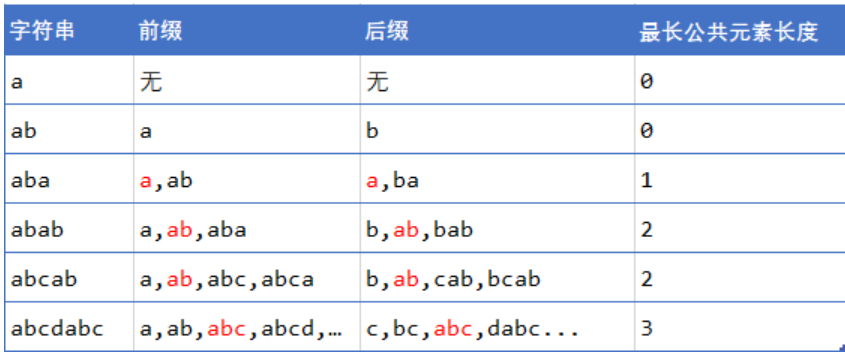 字符串 前缀 后缀 最长公共元素长度
a 无 无 0
ab a b 0
aba a,ab a,ba 1
abab a,ab,aba b,ab,bab 2
abcab a,ab,abc,abca b,ab,cab,bcab 2
abcdabc a,ab,abc,abcd,… c,bc,abc,dabc... 3